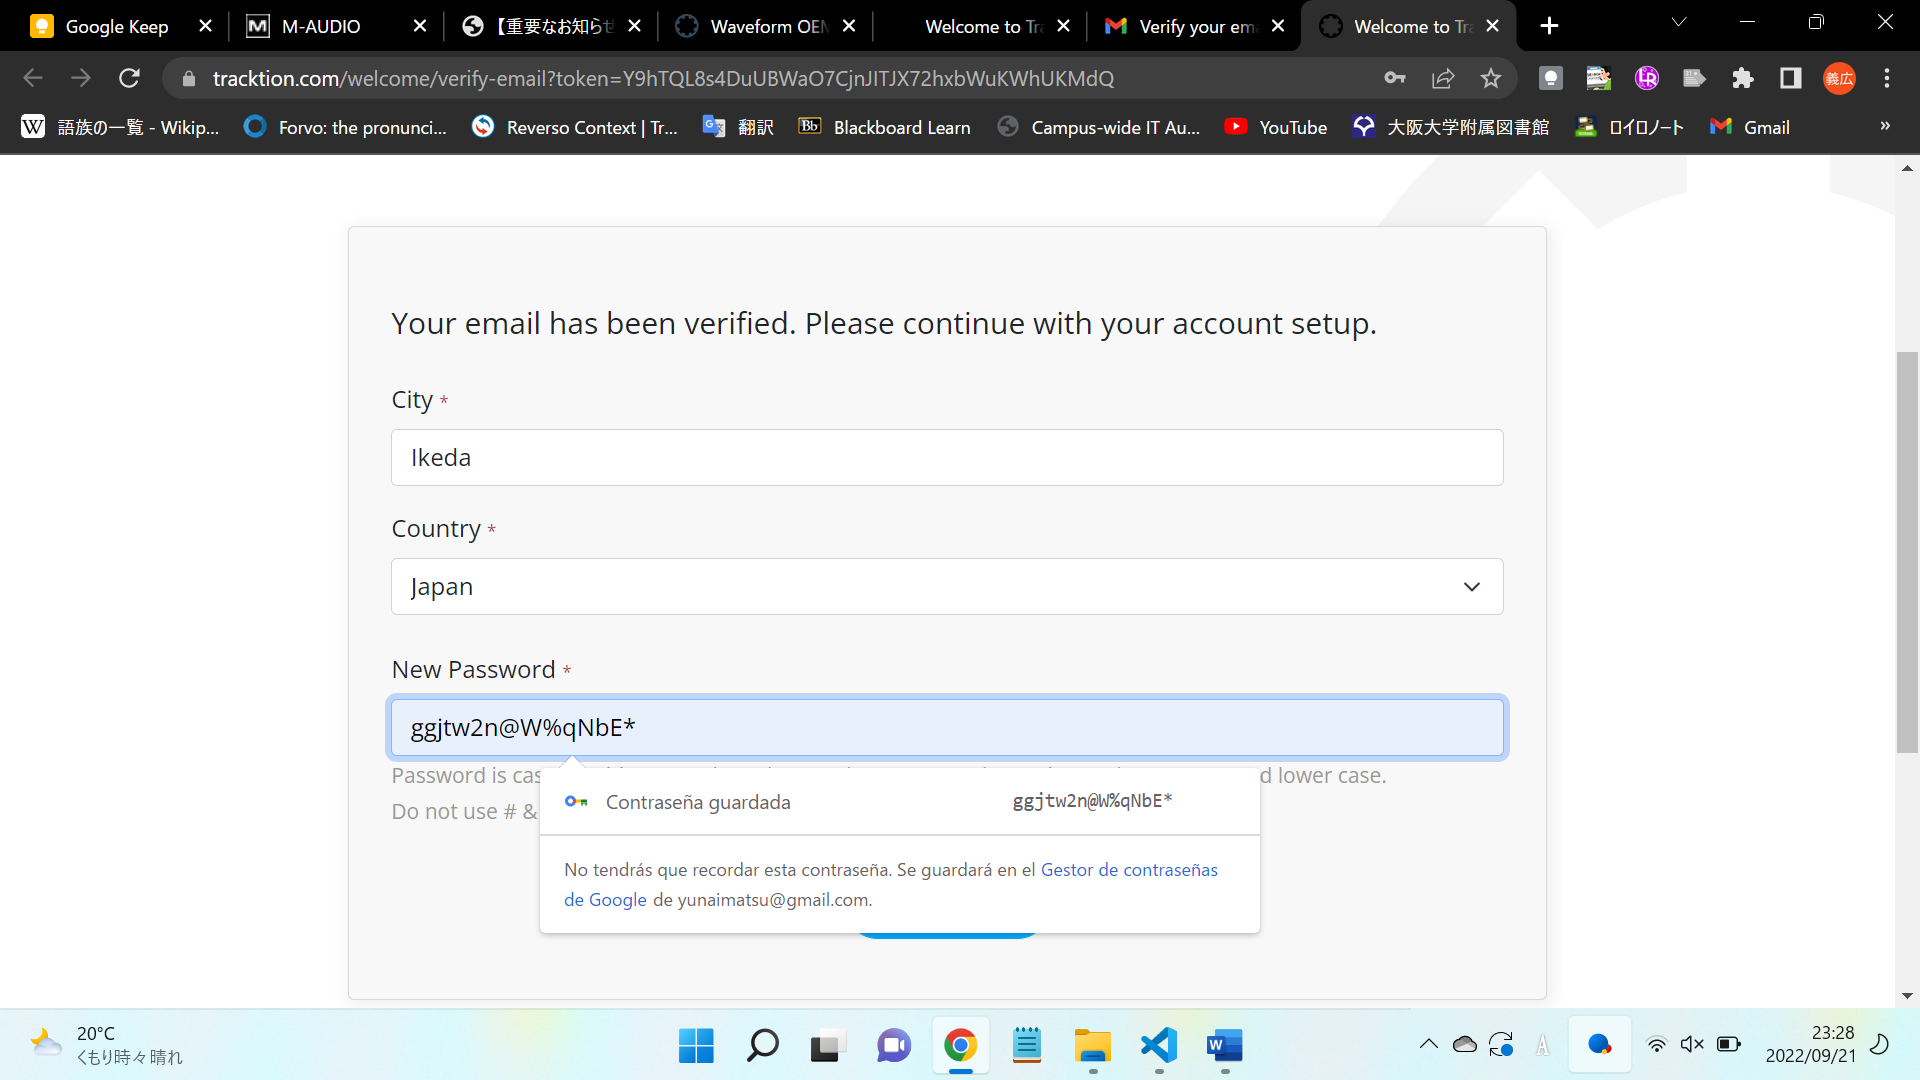 Google Keep
M-AUDIO
【重要なお知らせ
Waveform OEM
Welcome to Tra
Verify your ema
Welcome to Tra
tracktion.com/welcome/verify-email?token=Y9hTQL8s4DuUBWaO7CjnJITJX72hxbWuKWhUKMdQ
義広
語族の一覧 - Wikip...
Forvo: the pronunci...
Reverso Context | Tr...
翻訳
Blackboard Learn
Campus-wide IT Au...
YouTube
大阪大学附属図書館
ロイロノート
Gmail
»
Your email has been verified. Please continue with your account setup.
City *
Ikeda
Country *
Japan
New Password *
ggjtw2n@W%qNbE*
Password is cas
d lower case.
Do not use # &
Contraseña guardada
ggjtw2n@W%qNbE*
No tendrás que recordar esta contraseña. Se guardará en el Gestor de contraseñas
de Google de yunaimatsu@gmail.com.
20°C
くもり時々晴れ
23:28
2022/09/21